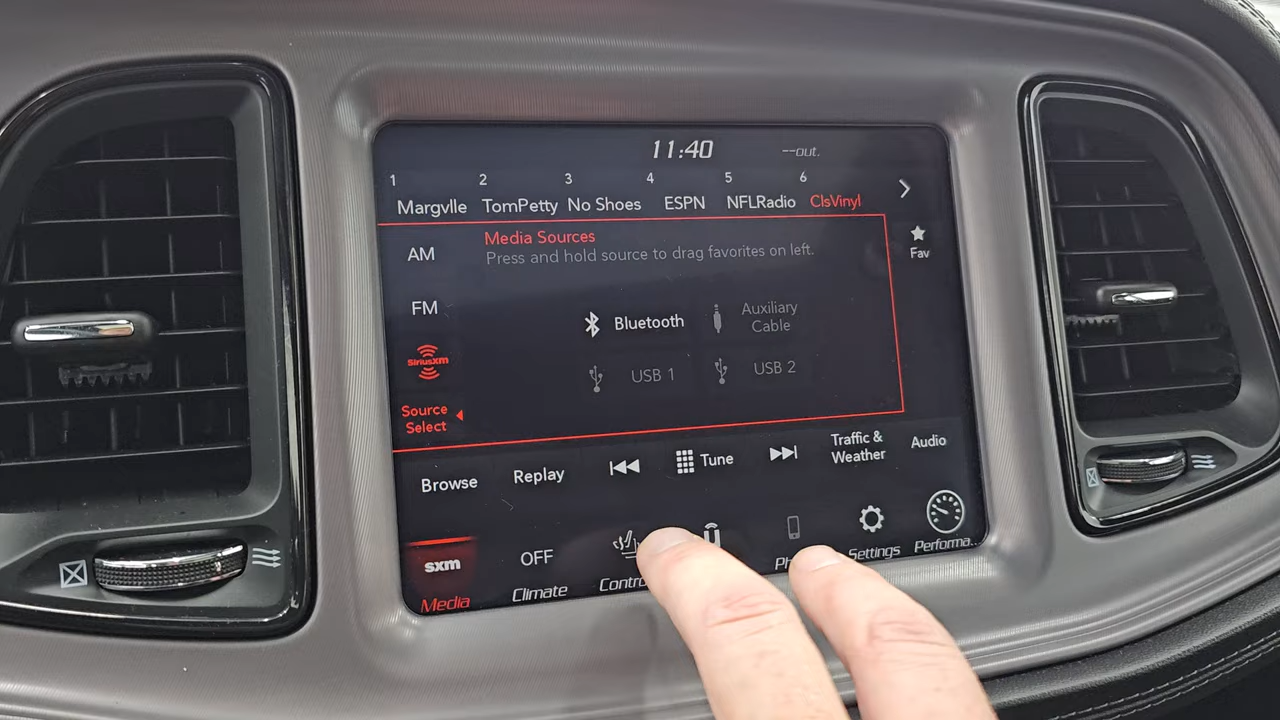 11:40 --out.
1 2 3 4 5 6
Margvlle TomPetty No Shoes ESPN NFLRadio ClsVinyl
Media Sources
Press and hold source to drag favorites on left.
AM
FM
SiriusXM
Source
Select
Bluetooth
Auxiliary
Cable
USB 1
USB 2
Fav
Browse Replay Tune
Traffic &
Weather
Audio
sxm
Media
OFF
Climate
Settings
Performa...